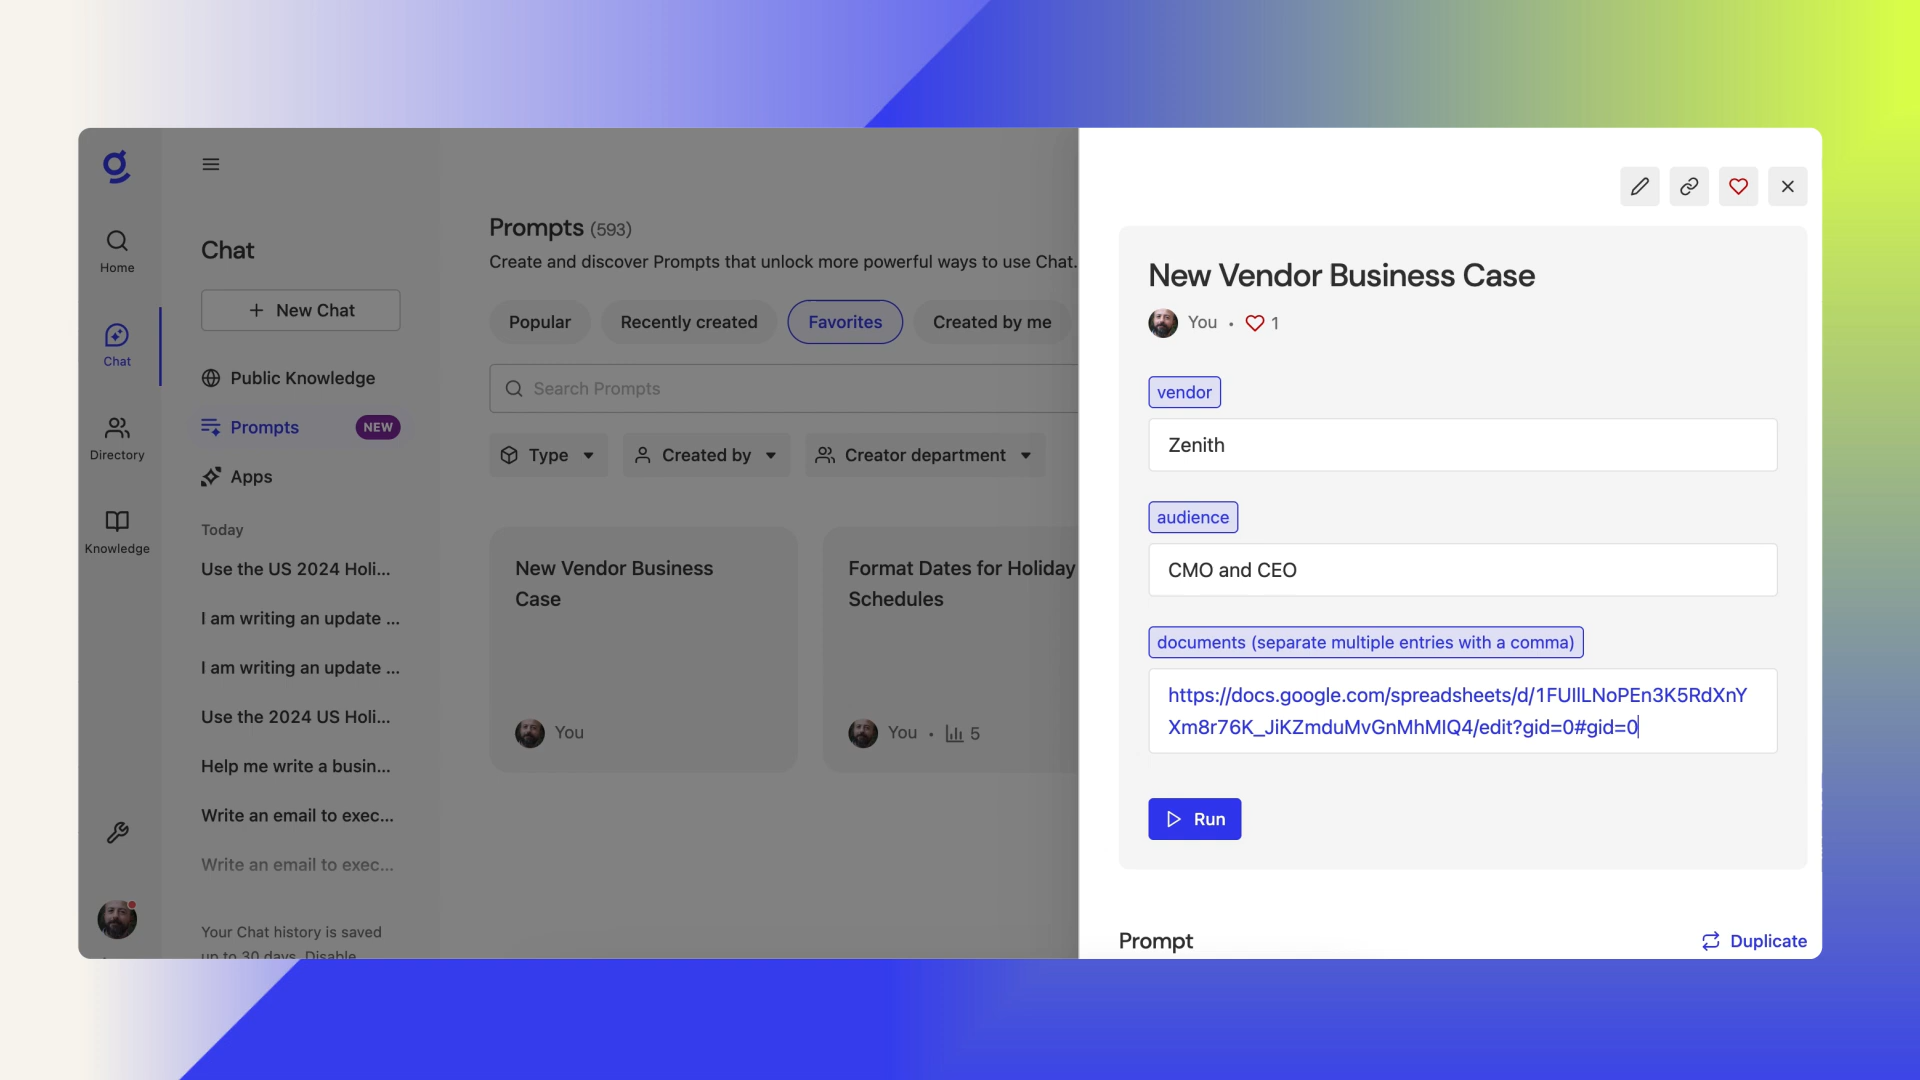 Home
Chat
Directory
Knowledge
Chat
New Chat
Public Knowledge
Prompts NEW
Apps
Today
Use the US 2024 Holi...
I am writing an update ...
I am writing an update ...
Use the 2024 US Holi...
Help me write a busin...
Write an email to exec...
Write an email to exec...
Your Chat history is saved
up to 30 days. Disable
Prompts (593)
Create and discover Prompts that unlock more powerful ways to use Chat.
Popular Recently created Favorites Created by me
Search Prompts
Type Created by Creator department
New Vendor Business
Case
You
Format Dates for Holiday
Schedules
You • 5
New Vendor Business Case
You • 1
vendor
Zenith
audience
CMO and CEO
documents (separate multiple entries with a comma)
https://docs.google.com/spreadsheets/d/1FUIlLNoPEn3K5RdXnY
Xm8r76K_JiKZmduMvGnMhMIQ4/edit?gid=0#gid=0
Run
Prompt
Duplicate